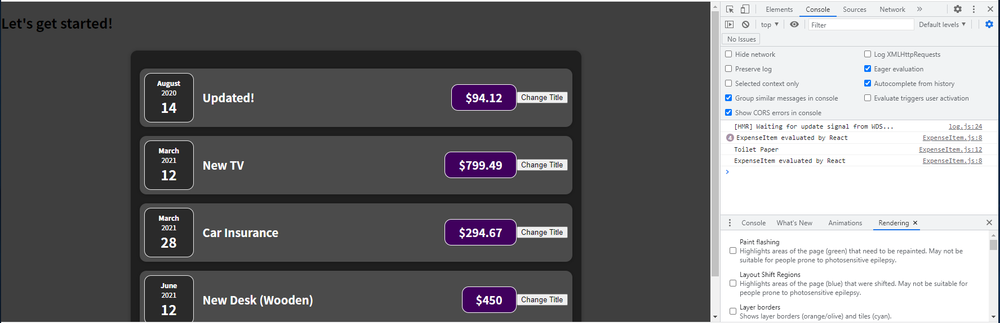 Let's get started!
August
2020
14
Updated!
$94.12
Change Title
March
2021
12
New TV
$799.49
Change Title
March
2021
28
Car Insurance
$294.67
Change Title
June
2021
12
New Desk (Wooden)
$450
Change Title
Elements Console Sources Network »
top ▼ Filter Default levels ▼
No Issues
Hide network Log XMLHttpRequests
Preserve log Eager evaluation
Selected context only Autocomplete from history
Group similar messages in console Evaluate triggers user activation
Show CORS errors in console
[HMR] Waiting for update signal from WDS... log.js:24
4 ExpenseItem evaluated by React ExpenseItem.js:8
Toilet Paper ExpenseItem.js:12
ExpenseItem evaluated by React ExpenseItem.js:8
Console What's New Animations Rendering
Paint flashing
Highlights areas of the page (green) that need to be repainted. May not be
suitable for people prone to photosensitive epilepsy.
Layout Shift Regions
Highlights areas of the page (blue) that were shifted. May not be suitable for
people prone to photosensitive epilepsy.
Layer borders
Shows layer borders (orange/olive) and tiles (cyan).